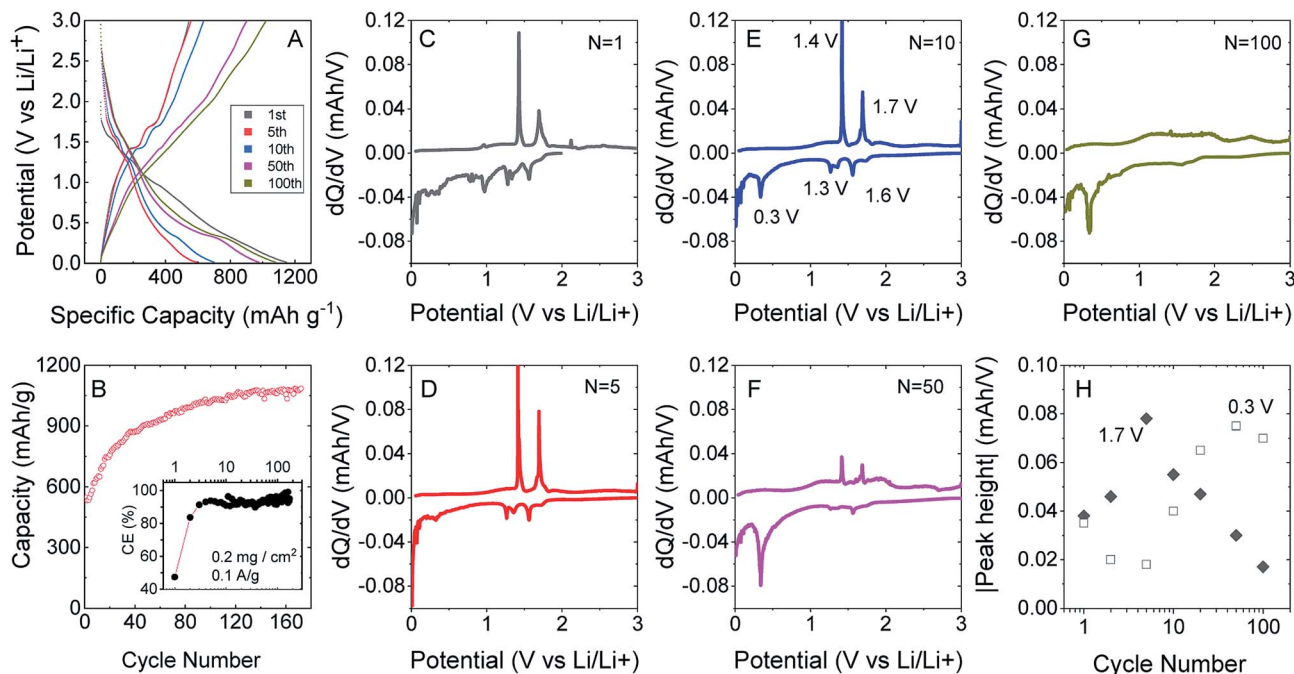 A
Potential (V vs Li/Li⁺)
3.0
2.5
2.0
1.5
1.0
0.5
0.0
1st
5th
10th
50th
100th
0 400 800 1200
Specific Capacity (mAh g⁻¹)
C
N=1
dQ/dV (mAh/V)
0.12
0.08
0.04
0.00
-0.04
-0.08
0 1 2 3
Potential (V vs Li/Li+)
E
N=10
1.4 V
1.7 V
1.3 V
1.6 V
0.3 V
dQ/dV (mAh/V)
0.12
0.08
0.04
0.00
-0.04
-0.08
0 1 2 3
Potential (V vs Li/Li+)
G
N=100
dQ/dV (mAh/V)
0.12
0.08
0.04
0.00
-0.04
-0.08
0 1 2 3
Potential (V vs Li/Li+)
B
Capacity (mAh/g)
1200
900
600
300
0
1 10 100
CE (%)
100
80
60
40
0.2 mg / cm²
0.1 A/g
0 40 80 120 160
Cycle Number
D
N=5
dQ/dV (mAh/V)
0.12
0.08
0.04
0.00
-0.04
-0.08
0 1 2 3
Potential (V vs Li/Li+)
F
N=50
dQ/dV (mAh/V)
0.12
0.08
0.04
0.00
-0.04
-0.08
0 1 2 3
Potential (V vs Li/Li+)
H
0.3 V
1.7 V
|Peak height| (mAh/V)
0.10
0.08
0.06
0.04
0.02
0.00
1 10 100
Cycle Number